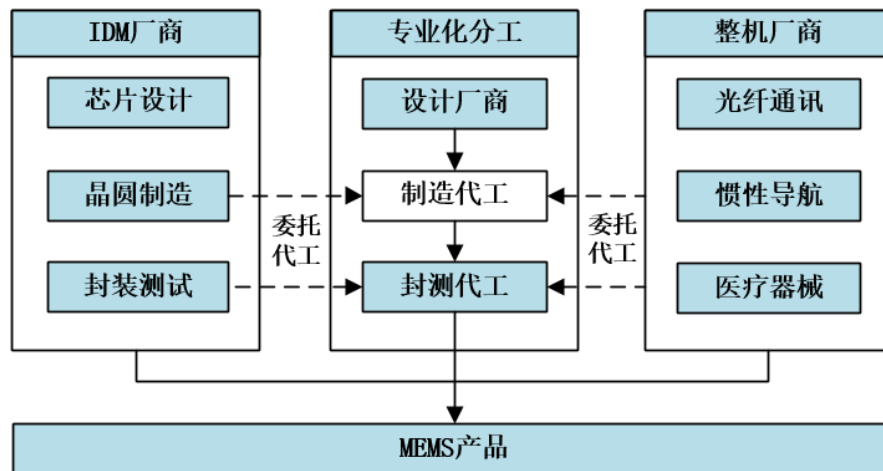 IDM厂商
专业化分工
整机厂商
芯片设计
设计厂商
光纤通讯
晶圆制造
制造代工
惯性导航
委托
代工
委托
代工
封装测试
封测代工
医疗器械
MEMS产品